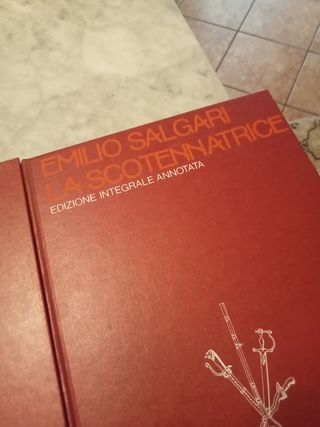 EMILIO SALGARI
LA SCOTENNATRICE
EDIZIONE INTEGRALE ANNOTATA